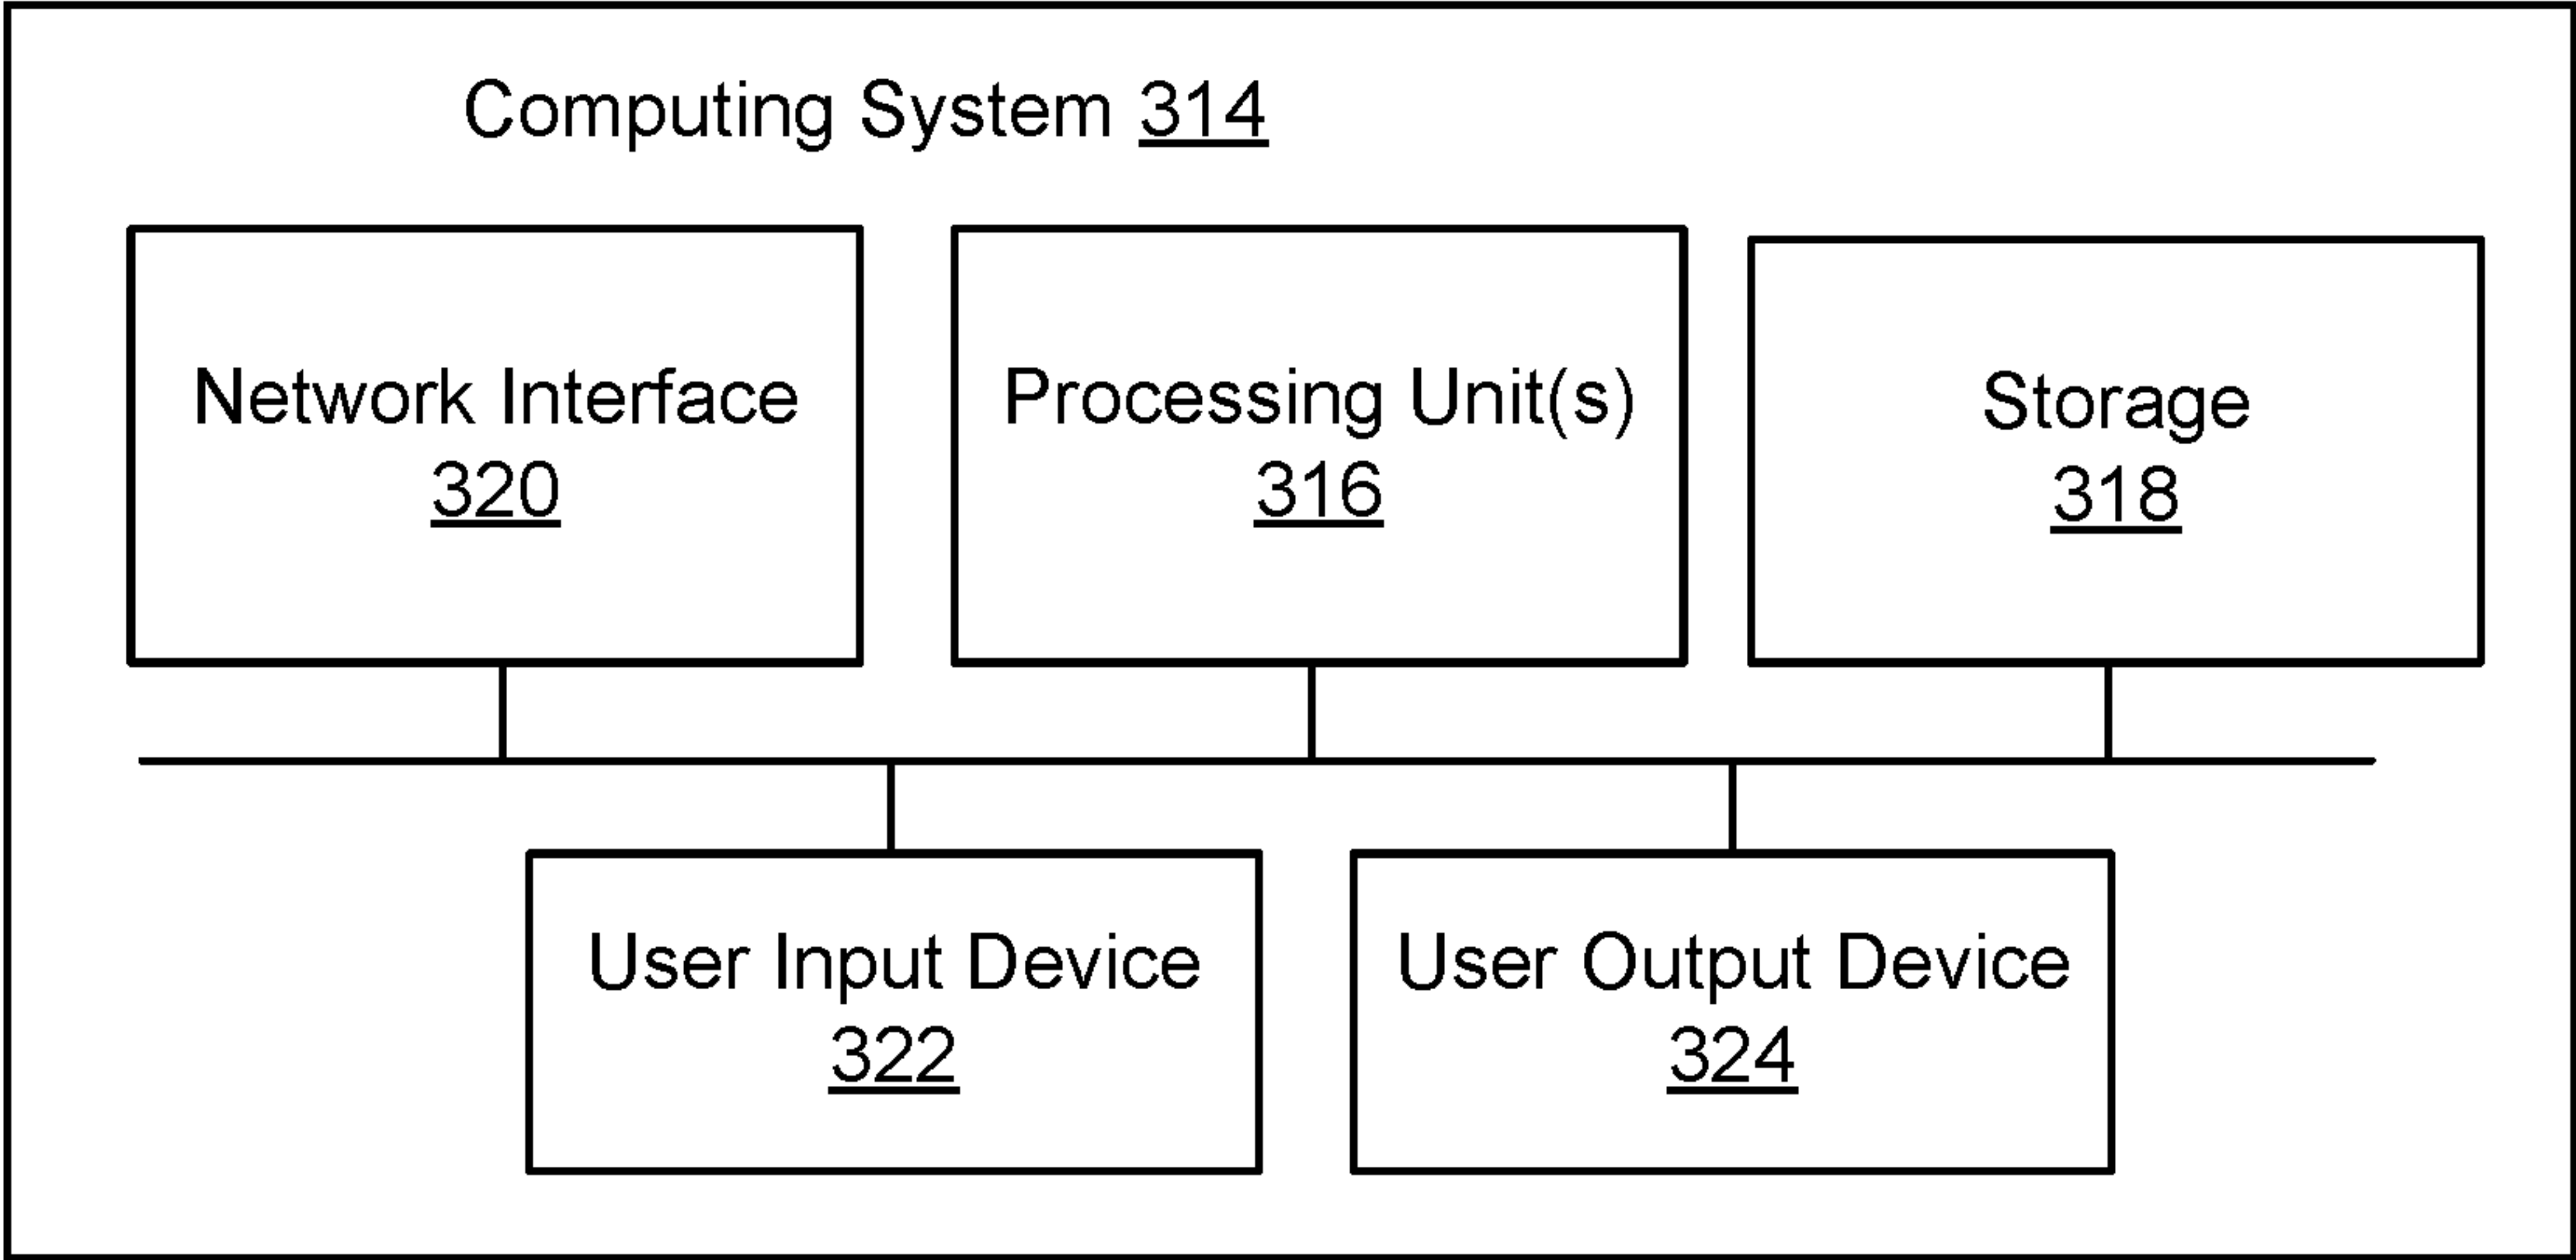 Computing System 314
Network Interface
320
Processing Unit(s)
316
Storage
318
User Input Device
322
User Output Device
324